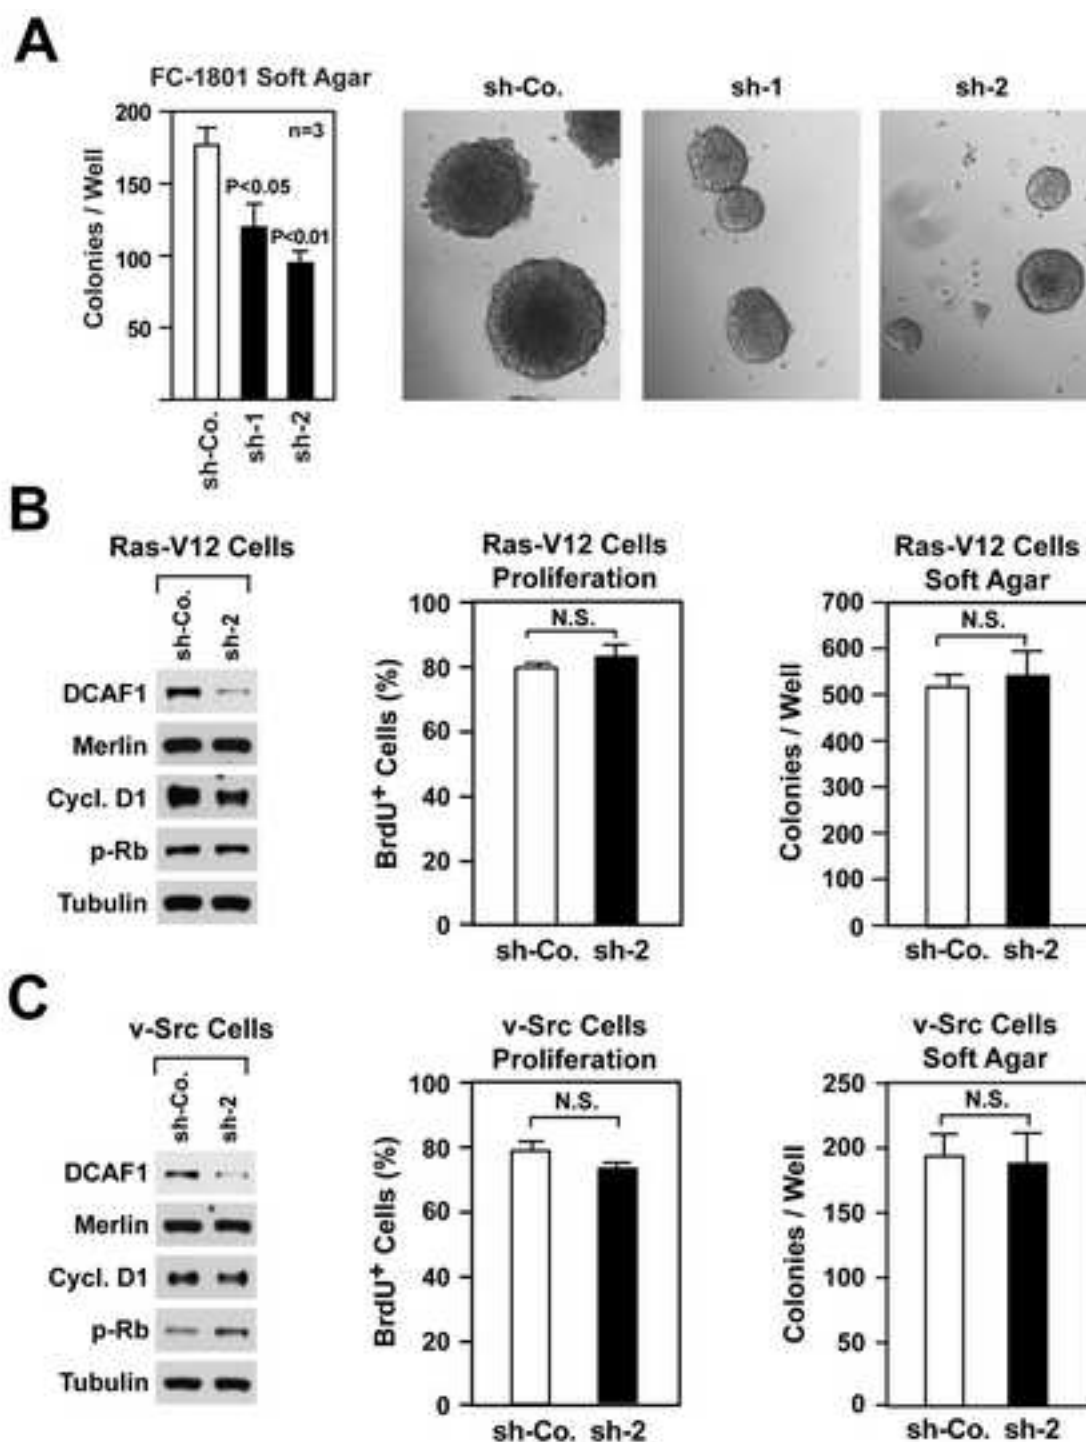 A
FC-1801 Soft Agar
Colonies / Well
200
150
100
50
n=3
P<0.05
P<0.01
sh-Co.
sh-1
sh-2
sh-Co.
sh-1
sh-2
B
Ras-V12 Cells
sh-Co.
sh-2
DCAF1
Merlin
Cycl. D1
p-Rb
Tubulin
Ras-V12 Cells
Proliferation
BrdU⁺ Cells (%)
100
80
60
40
20
0
N.S.
sh-Co. sh-2
Ras-V12 Cells
Soft Agar
Colonies / Well
700
600
500
400
300
200
100
0
N.S.
sh-Co. sh-2
C
v-Src Cells
sh-Co.
sh-2
DCAF1
Merlin
Cycl. D1
p-Rb
Tubulin
v-Src Cells
Proliferation
BrdU⁺ Cells (%)
100
80
60
40
20
0
N.S.
sh-Co. sh-2
v-Src Cells
Soft Agar
Colonies / Well
250
200
150
100
50
0
N.S.
sh-Co. sh-2